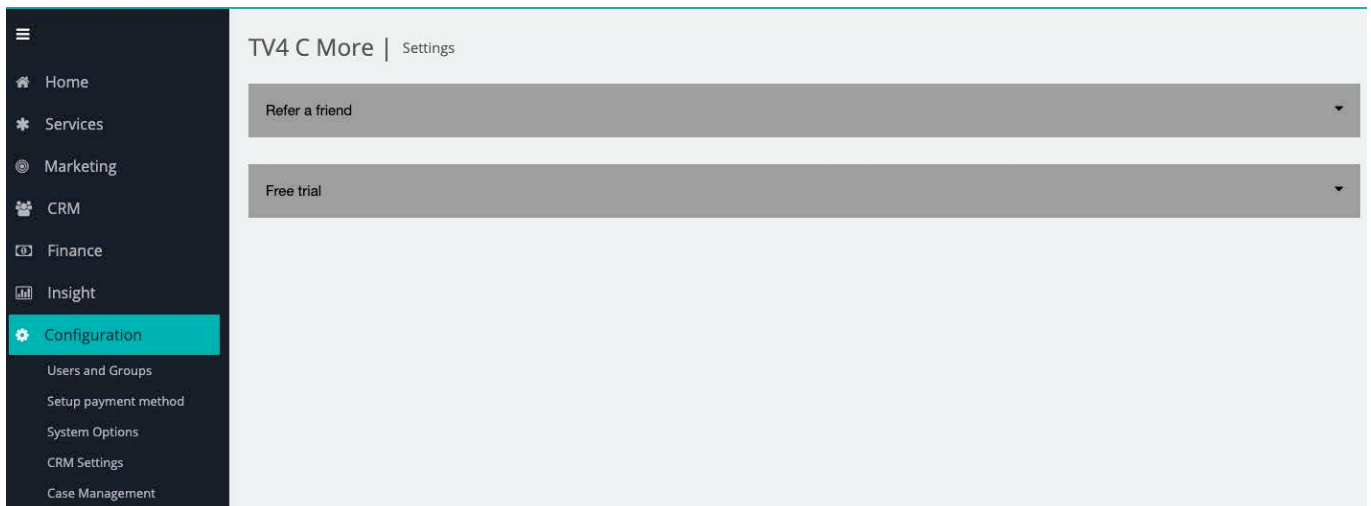 TV4 C More | Settings
Home
Services
Marketing
CRM
Finance
Insight
Configuration
Users and Groups
Setup payment method
System Options
CRM Settings
Case Management
Refer a friend
Free trial